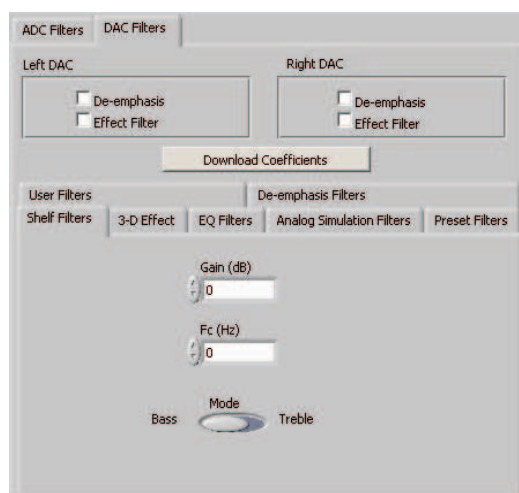 ADC Filters DAC Filters
Left DAC Right DAC
De-emphasis De-emphasis
Effect Filter Effect Filter
Download Coefficients
User Filters De-emphasis Filters
Shelf Filters 3-D Effect EQ Filters Analog Simulation Filters Preset Filters
Gain (dB)
0
Fc (Hz)
0
Mode
Bass Treble